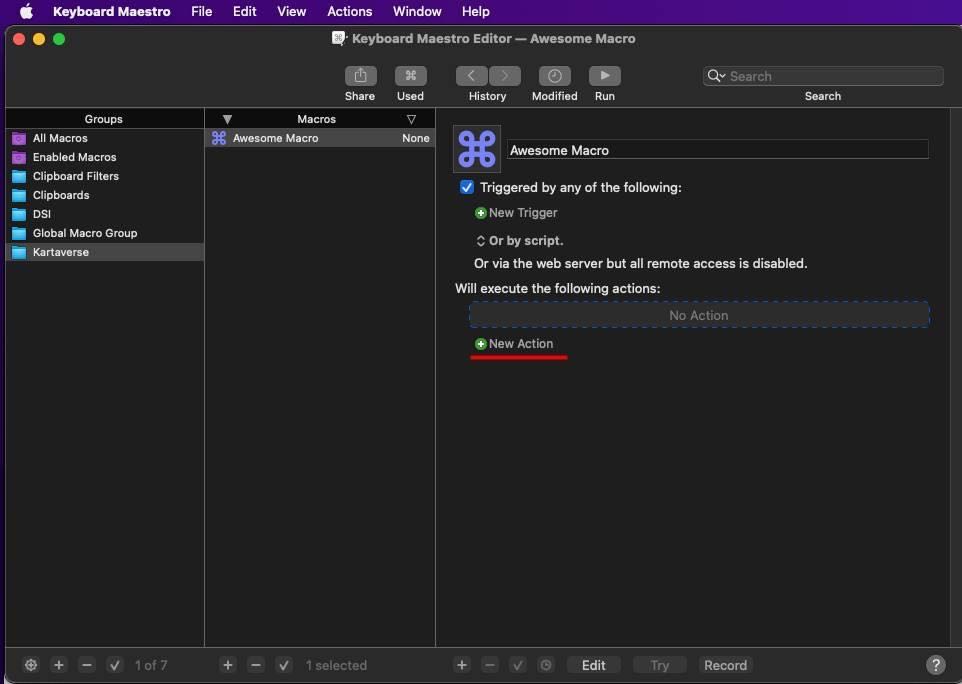 Keyboard Maestro File Edit View Actions Window Help
Keyboard Maestro Editor — Awesome Macro
Search
Share Used History Modified Run Search
Groups Macros
All Macros
Enabled Macros
Clipboard Filters
Clipboards
DSI
Global Macro Group
Kartaverse
Awesome Macro None
Awesome Macro
Triggered by any of the following:
New Trigger
Or by script.
Or via the web server but all remote access is disabled.
Will execute the following actions:
No Action
New Action
1 of 7 1 selected Edit Try Record ?